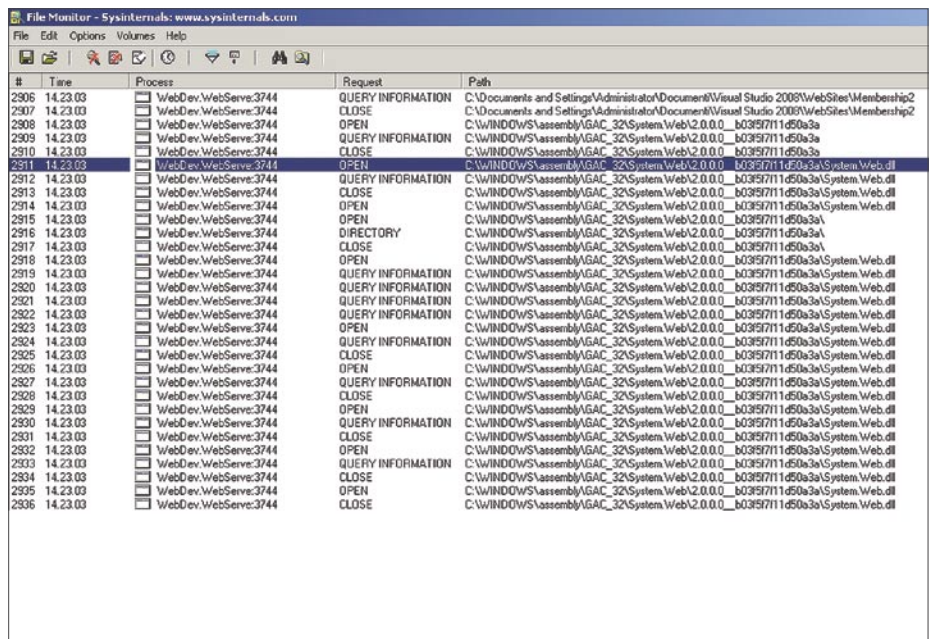 File Monitor - Sysinternals: www.sysinternals.com
File Edit Options Volumes Help
# Time Process Request Path
2906 14.23.03 WebDev.WebServe:3744 QUERY INFORMATION C:\Documents and Settings\Administrator\Documenti\Visual Studio 2008\WebSites\Membership2
2907 14.23.03 WebDev.WebServe:3744 CLOSE C:\Documents and Settings\Administrator\Documenti\Visual Studio 2008\WebSites\Membership2
2908 14.23.03 WebDev.WebServe:3744 OPEN C:\WINDOWS\assembly\GAC_32\System.Web\2.0.0.0__b03f5f7f11d50a3a
2909 14.23.03 WebDev.WebServe:3744 QUERY INFORMATION C:\WINDOWS\assembly\GAC_32\System.Web\2.0.0.0__b03f5f7f11d50a3a
2910 14.23.03 WebDev.WebServe:3744 CLOSE C:\WINDOWS\assembly\GAC_32\System.Web\2.0.0.0__b03f5f7f11d50a3a
2911 14.23.03 WebDev.WebServe:3744 OPEN C:\WINDOWS\assembly\GAC_32\System.Web\2.0.0.0__b03f5f7f11d50a3a\System.Web.dll
2912 14.23.03 WebDev.WebServe:3744 QUERY INFORMATION C:\WINDOWS\assembly\GAC_32\System.Web\2.0.0.0__b03f5f7f11d50a3a\System.Web.dll
2913 14.23.03 WebDev.WebServe:3744 CLOSE C:\WINDOWS\assembly\GAC_32\System.Web\2.0.0.0__b03f5f7f11d50a3a\System.Web.dll
2914 14.23.03 WebDev.WebServe:3744 OPEN C:\WINDOWS\assembly\GAC_32\System.Web\2.0.0.0__b03f5f7f11d50a3a\System.Web.dll
2915 14.23.03 WebDev.WebServe:3744 OPEN C:\WINDOWS\assembly\GAC_32\System.Web\2.0.0.0__b03f5f7f11d50a3a\
2916 14.23.03 WebDev.WebServe:3744 DIRECTORY C:\WINDOWS\assembly\GAC_32\System.Web\2.0.0.0__b03f5f7f11d50a3a\
2917 14.23.03 WebDev.WebServe:3744 CLOSE C:\WINDOWS\assembly\GAC_32\System.Web\2.0.0.0__b03f5f7f11d50a3a\
2918 14.23.03 WebDev.WebServe:3744 OPEN C:\WINDOWS\assembly\GAC_32\System.Web\2.0.0.0__b03f5f7f11d50a3a\System.Web.dll
2919 14.23.03 WebDev.WebServe:3744 QUERY INFORMATION C:\WINDOWS\assembly\GAC_32\System.Web\2.0.0.0__b03f5f7f11d50a3a\System.Web.dll
2920 14.23.03 WebDev.WebServe:3744 QUERY INFORMATION C:\WINDOWS\assembly\GAC_32\System.Web\2.0.0.0__b03f5f7f11d50a3a\System.Web.dll
2921 14.23.03 WebDev.WebServe:3744 QUERY INFORMATION C:\WINDOWS\assembly\GAC_32\System.Web\2.0.0.0__b03f5f7f11d50a3a\System.Web.dll
2922 14.23.03 WebDev.WebServe:3744 QUERY INFORMATION C:\WINDOWS\assembly\GAC_32\System.Web\2.0.0.0__b03f5f7f11d50a3a\System.Web.dll
2923 14.23.03 WebDev.WebServe:3744 OPEN C:\WINDOWS\assembly\GAC_32\System.Web\2.0.0.0__b03f5f7f11d50a3a\System.Web.dll
2924 14.23.03 WebDev.WebServe:3744 QUERY INFORMATION C:\WINDOWS\assembly\GAC_32\System.Web\2.0.0.0__b03f5f7f11d50a3a\System.Web.dll
2925 14.23.03 WebDev.WebServe:3744 CLOSE C:\WINDOWS\assembly\GAC_32\System.Web\2.0.0.0__b03f5f7f11d50a3a\System.Web.dll
2926 14.23.03 WebDev.WebServe:3744 OPEN C:\WINDOWS\assembly\GAC_32\System.Web\2.0.0.0__b03f5f7f11d50a3a\System.Web.dll
2927 14.23.03 WebDev.WebServe:3744 QUERY INFORMATION C:\WINDOWS\assembly\GAC_32\System.Web\2.0.0.0__b03f5f7f11d50a3a\System.Web.dll
2928 14.23.03 WebDev.WebServe:3744 CLOSE C:\WINDOWS\assembly\GAC_32\System.Web\2.0.0.0__b03f5f7f11d50a3a\System.Web.dll
2929 14.23.03 WebDev.WebServe:3744 OPEN C:\WINDOWS\assembly\GAC_32\System.Web\2.0.0.0__b03f5f7f11d50a3a\System.Web.dll
2930 14.23.03 WebDev.WebServe:3744 QUERY INFORMATION C:\WINDOWS\assembly\GAC_32\System.Web\2.0.0.0__b03f5f7f11d50a3a\System.Web.dll
2931 14.23.03 WebDev.WebServe:3744 CLOSE C:\WINDOWS\assembly\GAC_32\System.Web\2.0.0.0__b03f5f7f11d50a3a\System.Web.dll
2932 14.23.03 WebDev.WebServe:3744 OPEN C:\WINDOWS\assembly\GAC_32\System.Web\2.0.0.0__b03f5f7f11d50a3a\System.Web.dll
2933 14.23.03 WebDev.WebServe:3744 QUERY INFORMATION C:\WINDOWS\assembly\GAC_32\System.Web\2.0.0.0__b03f5f7f11d50a3a\System.Web.dll
2934 14.23.03 WebDev.WebServe:3744 CLOSE C:\WINDOWS\assembly\GAC_32\System.Web\2.0.0.0__b03f5f7f11d50a3a\System.Web.dll
2935 14.23.03 WebDev.WebServe:3744 OPEN C:\WINDOWS\assembly\GAC_32\System.Web\2.0.0.0__b03f5f7f11d50a3a\System.Web.dll
2936 14.23.03 WebDev.WebServe:3744 CLOSE C:\WINDOWS\assembly\GAC_32\System.Web\2.0.0.0__b03f5f7f11d50a3a\System.Web.dll